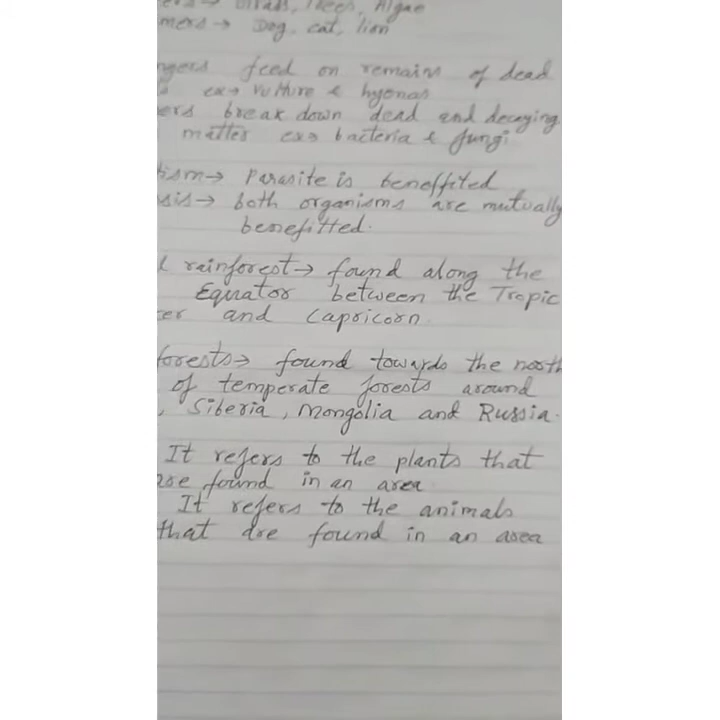 Grass, Trees, Algae
mers→ Dog, cat, lion
ngers feed on remains of dead
ex→ Vulture & hyenas
ers break down dead and decaying
matter ex→ bacteria & fungi
tism→ Parasite is beneffited
sis→ both organisms are mutually
benefitted.
l rainforest→ found along the
Equator between the Tropic
cer and Capricorn.
forests→ found towards the north
of temperate forests around
, Siberia, Mongolia and Russia.
It refers to the plants that
are found in an area
It refers to the animals
that are found in an area